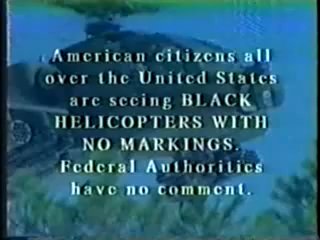 American citizens all
over the United States
are seeing BLACK
HELICOPTERS WITH
NO MARKINGS.
Federal Authorities
have no comment.